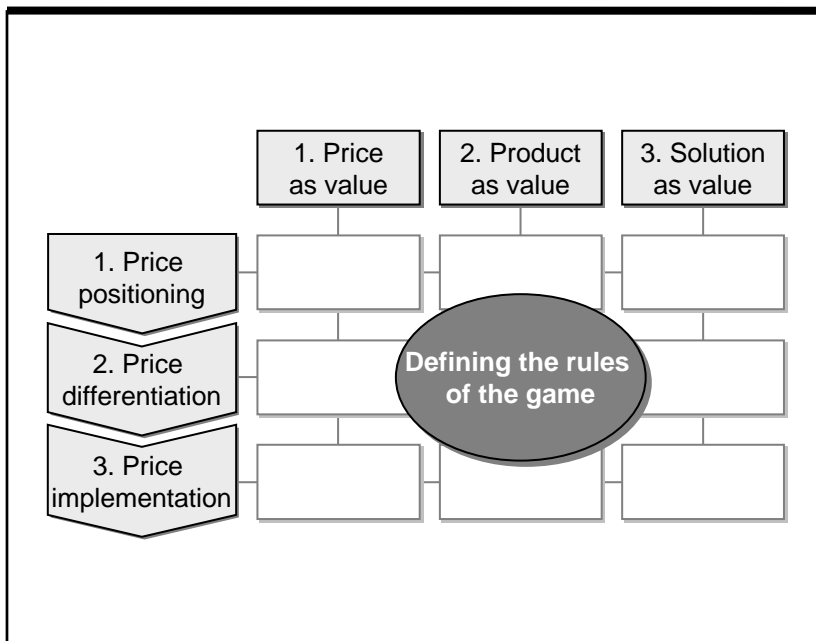 1. Price
as value
2. Product
as value
3. Solution
as value
1. Price
positioning
2. Price
differentiation
Defining the rules
of the game
3. Price
implementation